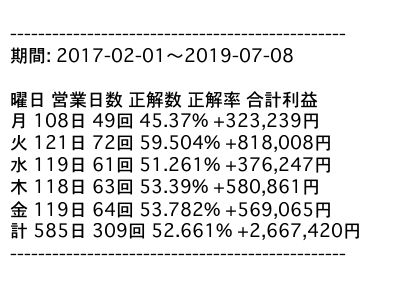 ------------------------------------------------
期間: 2017-02-01〜2019-07-08
曜日 営業日数 正解数 正解率 合計利益
月 108日 49回 45.37% +323,239円
火 121日 72回 59.504% +818,008円
水 119日 61回 51.261% +376,247円
木 118日 63回 53.39% +580,861円
金 119日 64回 53.782% +569,065円
計 585日 309回 52.661% +2,667,420円
------------------------------------------------